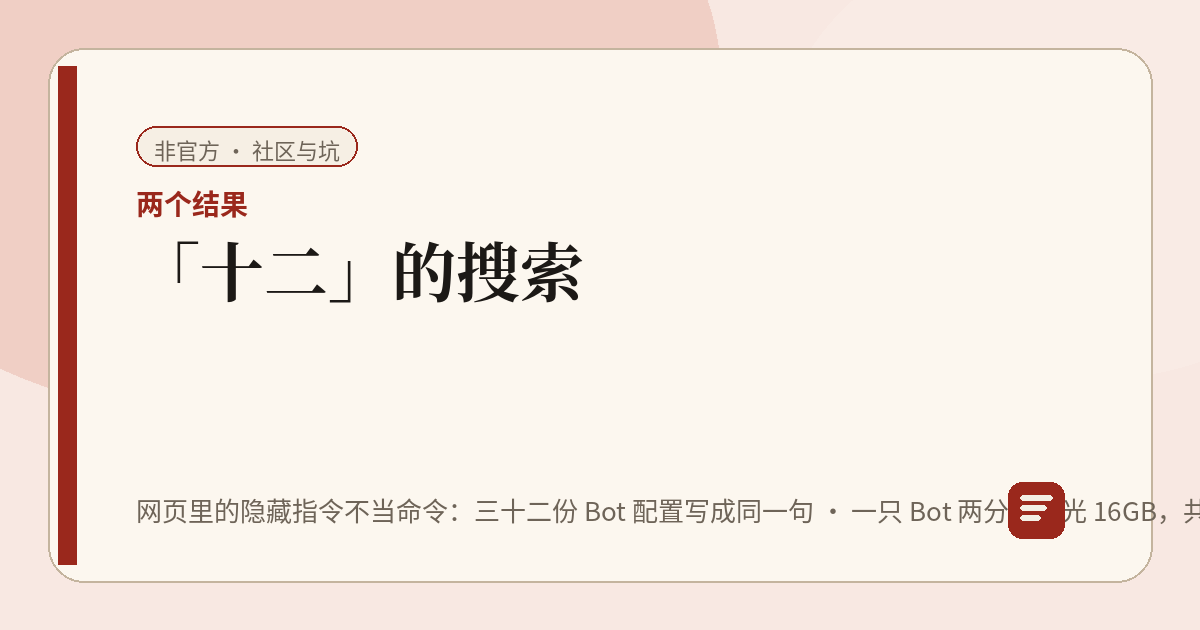 非官方 · 社区与坑
两个结果
「十二」的搜索
网页里的隐藏指令不当命令：三十二份 Bot 配置写成同一句 · 一只 Bot 两分 光 16GB，共